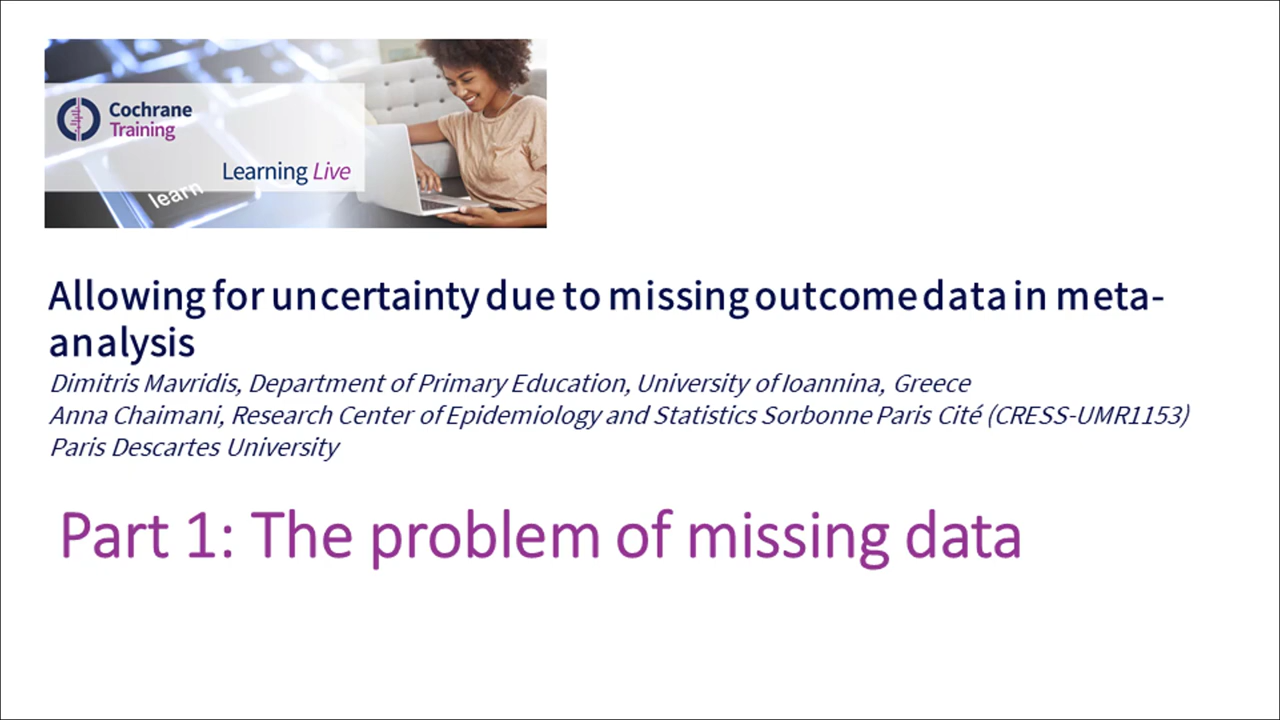 Cochrane
Training
Learning Live
learn
Allowing for uncertainty due to missing outcome data in meta-
analysis
Dimitris Mavridis, Department of Primary Education, University of Ioannina, Greece
Anna Chaimani, Research Center of Epidemiology and Statistics Sorbonne Paris Cité (CRESS-UMR1153)
Paris Descartes University
Part 1: The problem of missing data